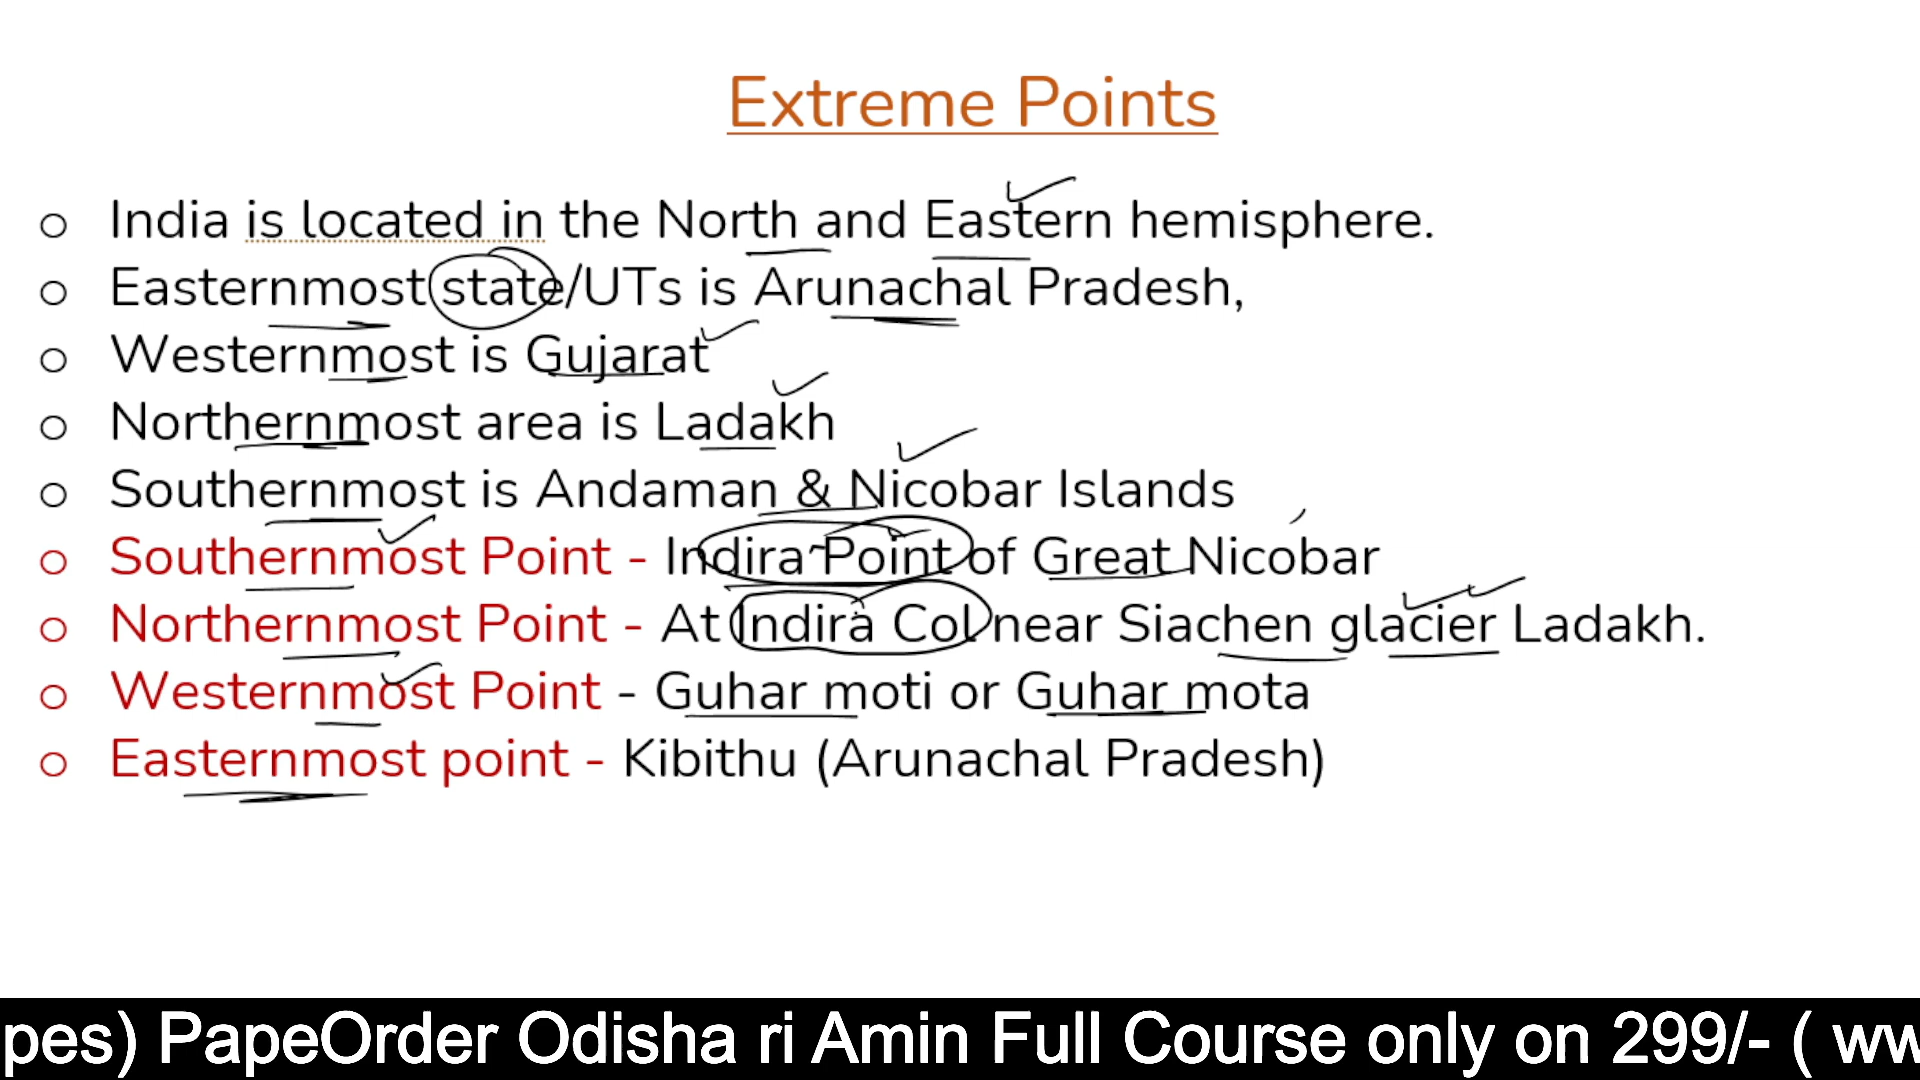 Extreme Points
o India is located in the North and Eastern hemisphere.
o Easternmost state/UTs is Arunachal Pradesh,
o Westernmost is Gujarat
o Northernmost area is Ladakh
o Southernmost is Andaman & Nicobar Islands
o Southernmost Point - Indira Point of Great Nicobar
o Northernmost Point - At Indira Col near Siachen glacier Ladakh.
o Westernmost Point - Guhar moti or Guhar mota
o Easternmost point - Kibithu (Arunachal Pradesh)
pes) PapeOrder Odisha ri Amin Full Course only on 299/- ( ww